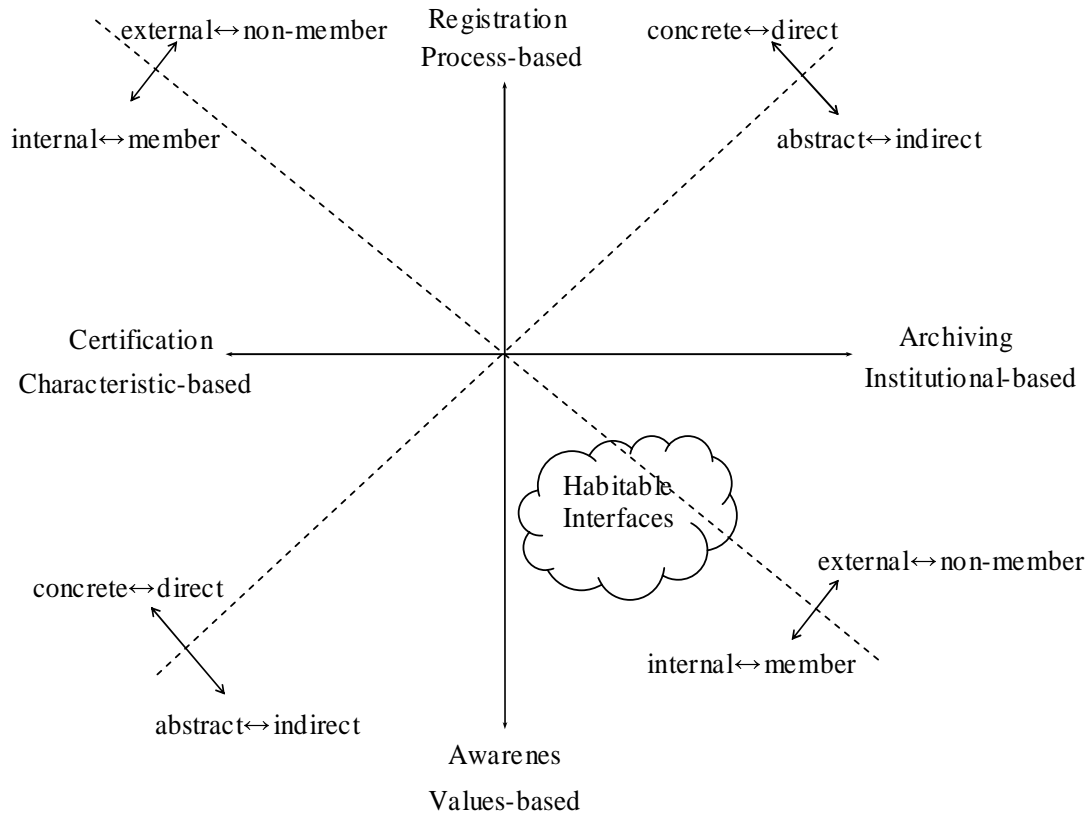 Registration
Process-based
external↔non-member
concrete↔direct
internal↔member
abstract↔indirect
Certification
Characteristic-based
Archiving
Institutional-based
Habitable
Interfaces
external↔non-member
concrete↔direct
internal↔member
abstract↔indirect
Awarenes
Values-based